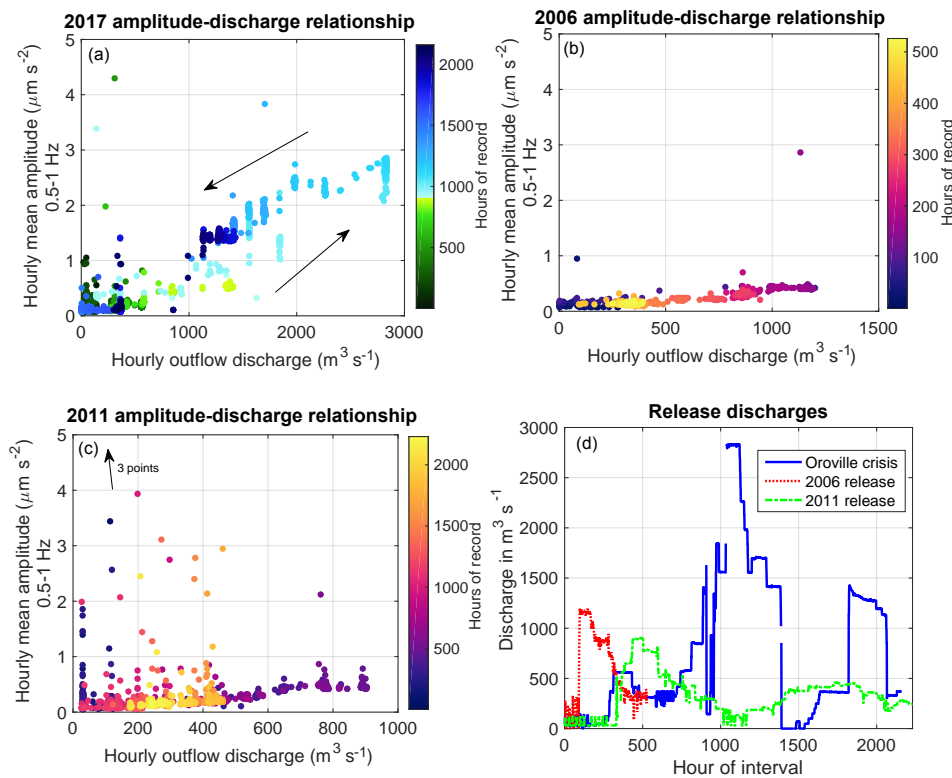 2017 amplitude-discharge relationship
(a)
5
4
3
2
1
0
Hourly mean amplitude (μm s⁻²)
0.5-1 Hz
0 1000 2000 3000
Hourly outflow discharge (m³ s⁻¹)
2000
1500
1000
500
Hours of record
2006 amplitude-discharge relationship
(b)
5
4
3
2
1
0
Hourly mean amplitude (μm s⁻²)
0.5-1 Hz
0 500 1000 1500
Hourly outflow discharge (m³ s⁻¹)
500
400
300
200
100
Hours of record
2011 amplitude-discharge relationship
(c)
3 points
5
4
3
2
1
0
Hourly mean amplitude (μm s⁻²)
0.5-1 Hz
0 200 400 600 800 1000
Hourly outflow discharge (m³ s⁻¹)
2000
1500
1000
500
Hours of record
Release discharges
(d)
Oroville crisis
2006 release
2011 release
3000
2500
2000
1500
1000
500
0
Discharge in m³ s⁻¹
0 500 1000 1500 2000
Hour of interval